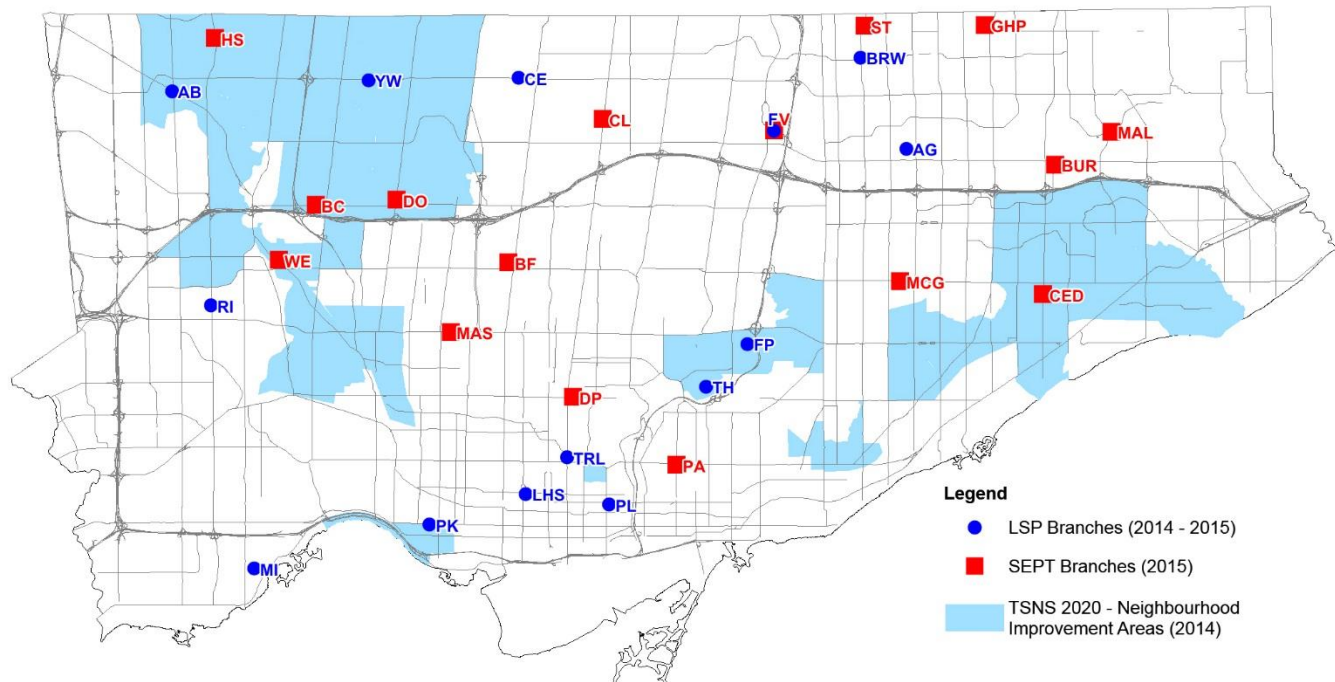 HS
ST
GHP
BRW
AB
YW
CE
CL
FV
MAL
AG
BUR
BC
DO
WE
BF
MCG
CED
RI
MAS
FP
TH
DP
TRL
PA
LHS
PL
PK
MI
Legend
LSP Branches (2014 - 2015)
SEPT Branches (2015)
TSNS 2020 - Neighbourhood
Improvement Areas (2014)